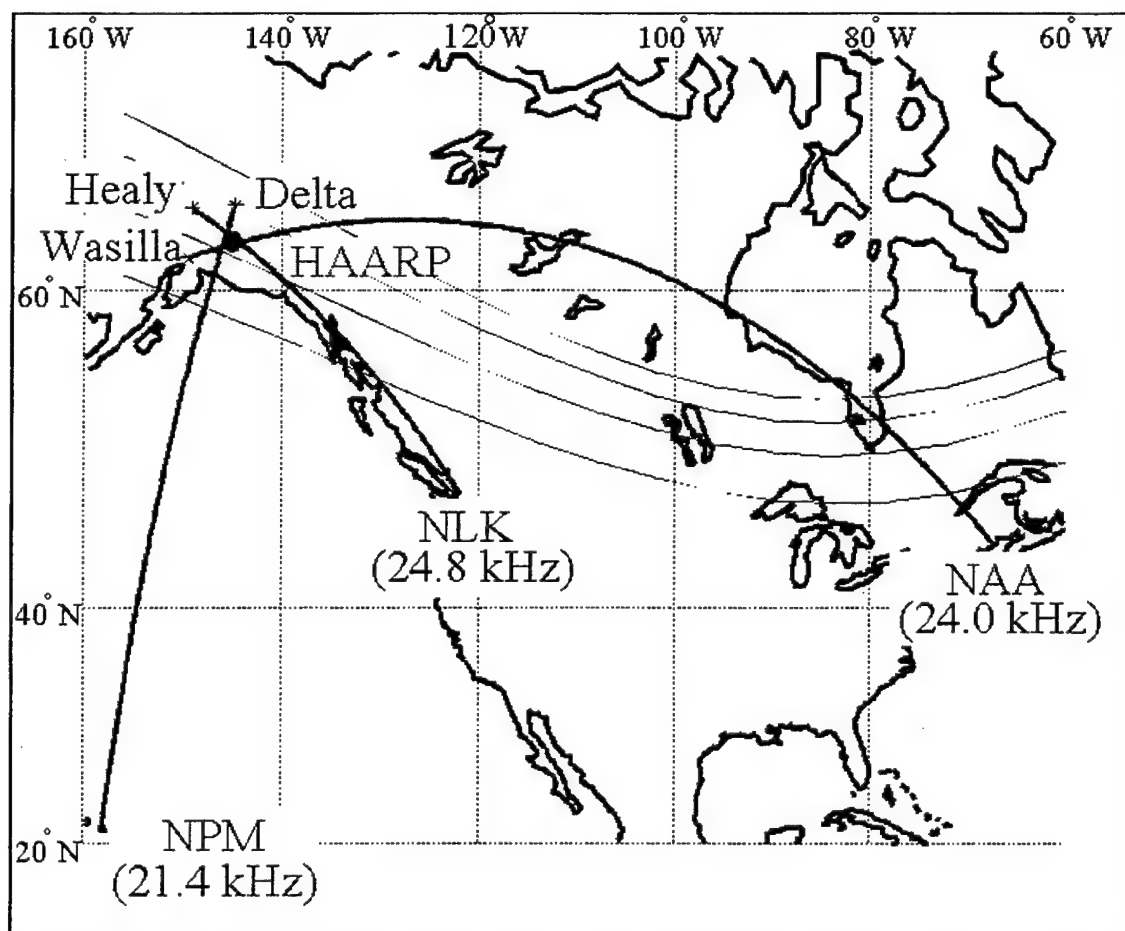 160°W 140°W 120°W 100°W 80°W 60°W
Healy Delta
Wasilla HAARP
60°N
NLK
(24.8 kHz)
NAA
(24.0 kHz)
40°N
NPM
(21.4 kHz)
20°N